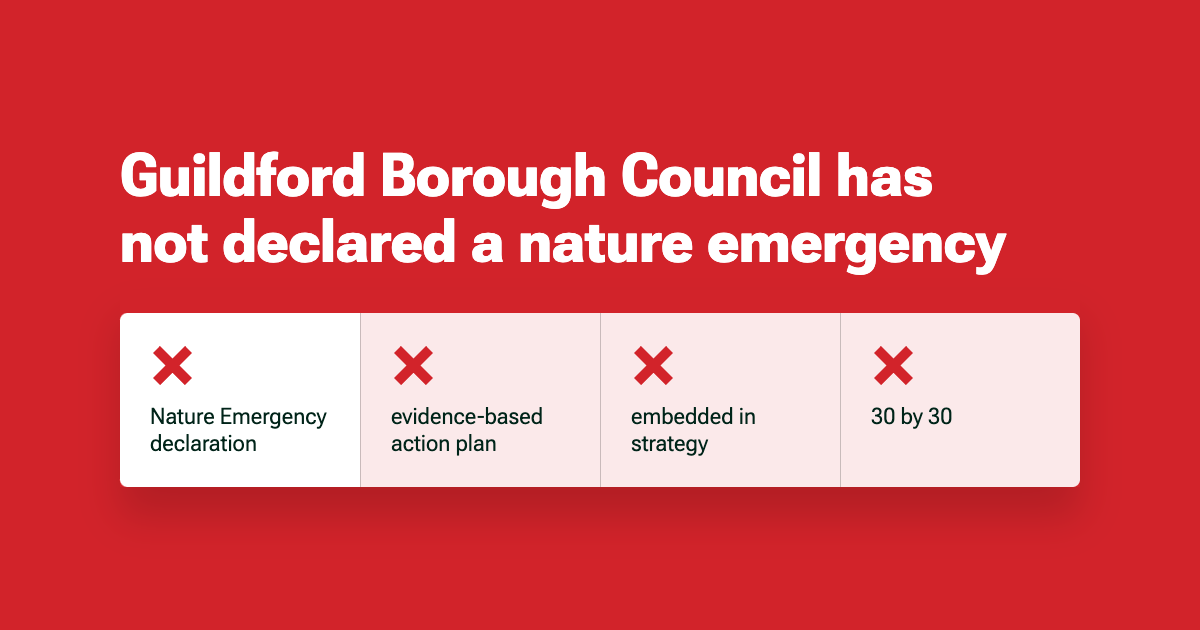 Guildford Borough Council has
not declared a nature emergency
Nature Emergency
declaration
evidence-based
action plan
embedded in
strategy
30 by 30